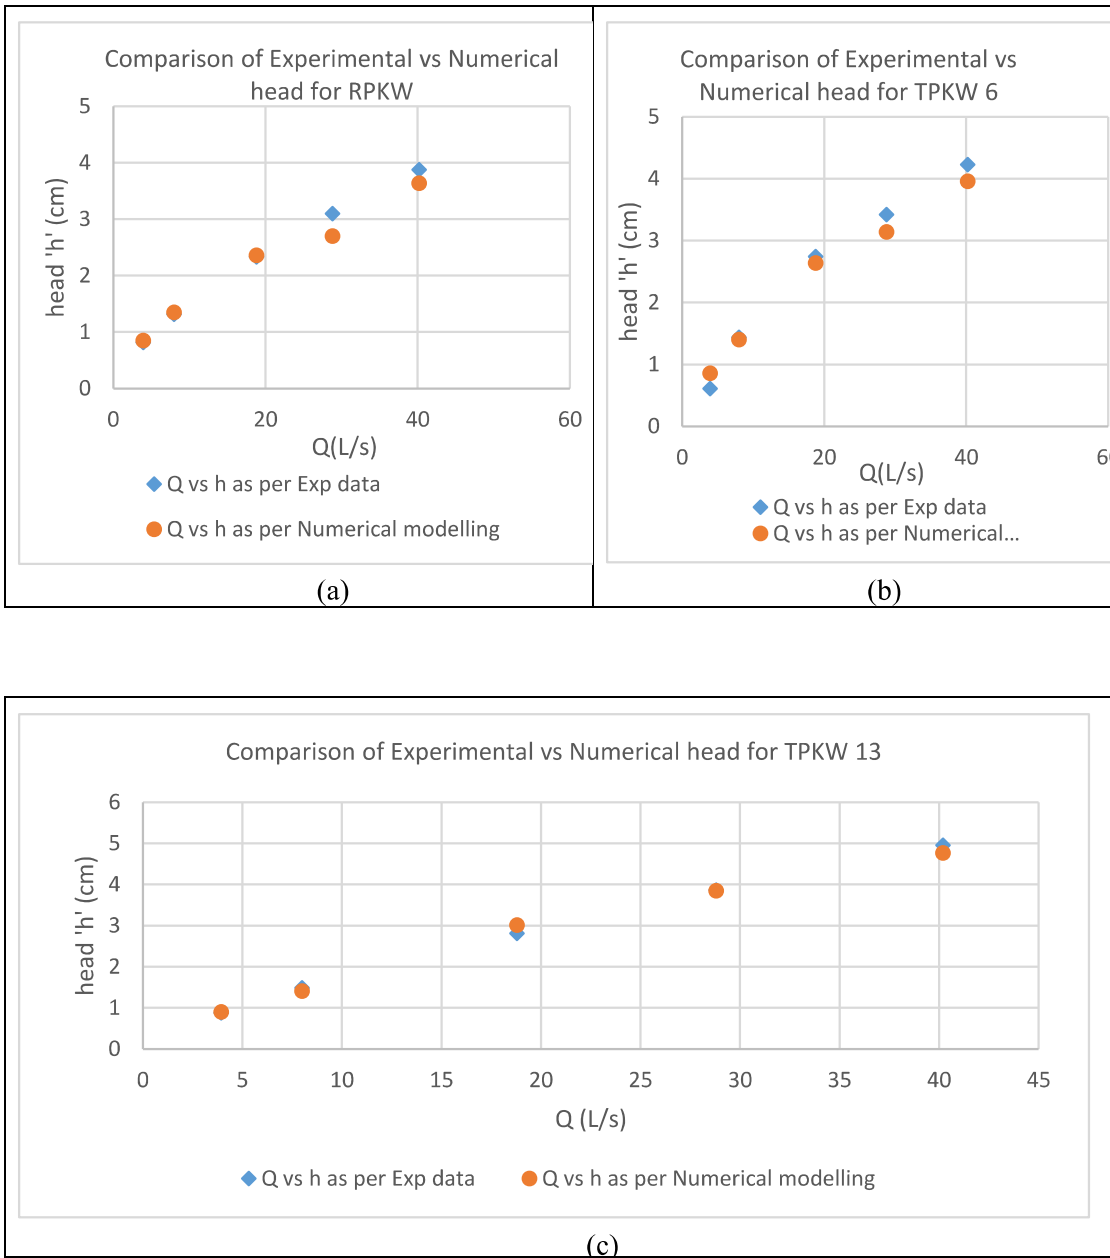 Comparison of Experimental vs Numerical
head for RPKW
5
4
3
2
1
0
head 'h' (cm)
0 20 40 60
Q(L/s)
Q vs h as per Exp data
Q vs h as per Numerical modelling
(a)
Comparison of Experimental vs
Numerical head for TPKW 6
5
4
3
2
1
0
head 'h' (cm)
0 20 40 60
Q(L/s)
Q vs h as per Exp data
Q vs h as per Numerical...
(b)
Comparison of Experimental vs Numerical head for TPKW 13
6
5
4
3
2
1
0
head 'h' (cm)
0 5 10 15 20 25 30 35 40 45
Q (L/s)
Q vs h as per Exp data Q vs h as per Numerical modelling
(c)